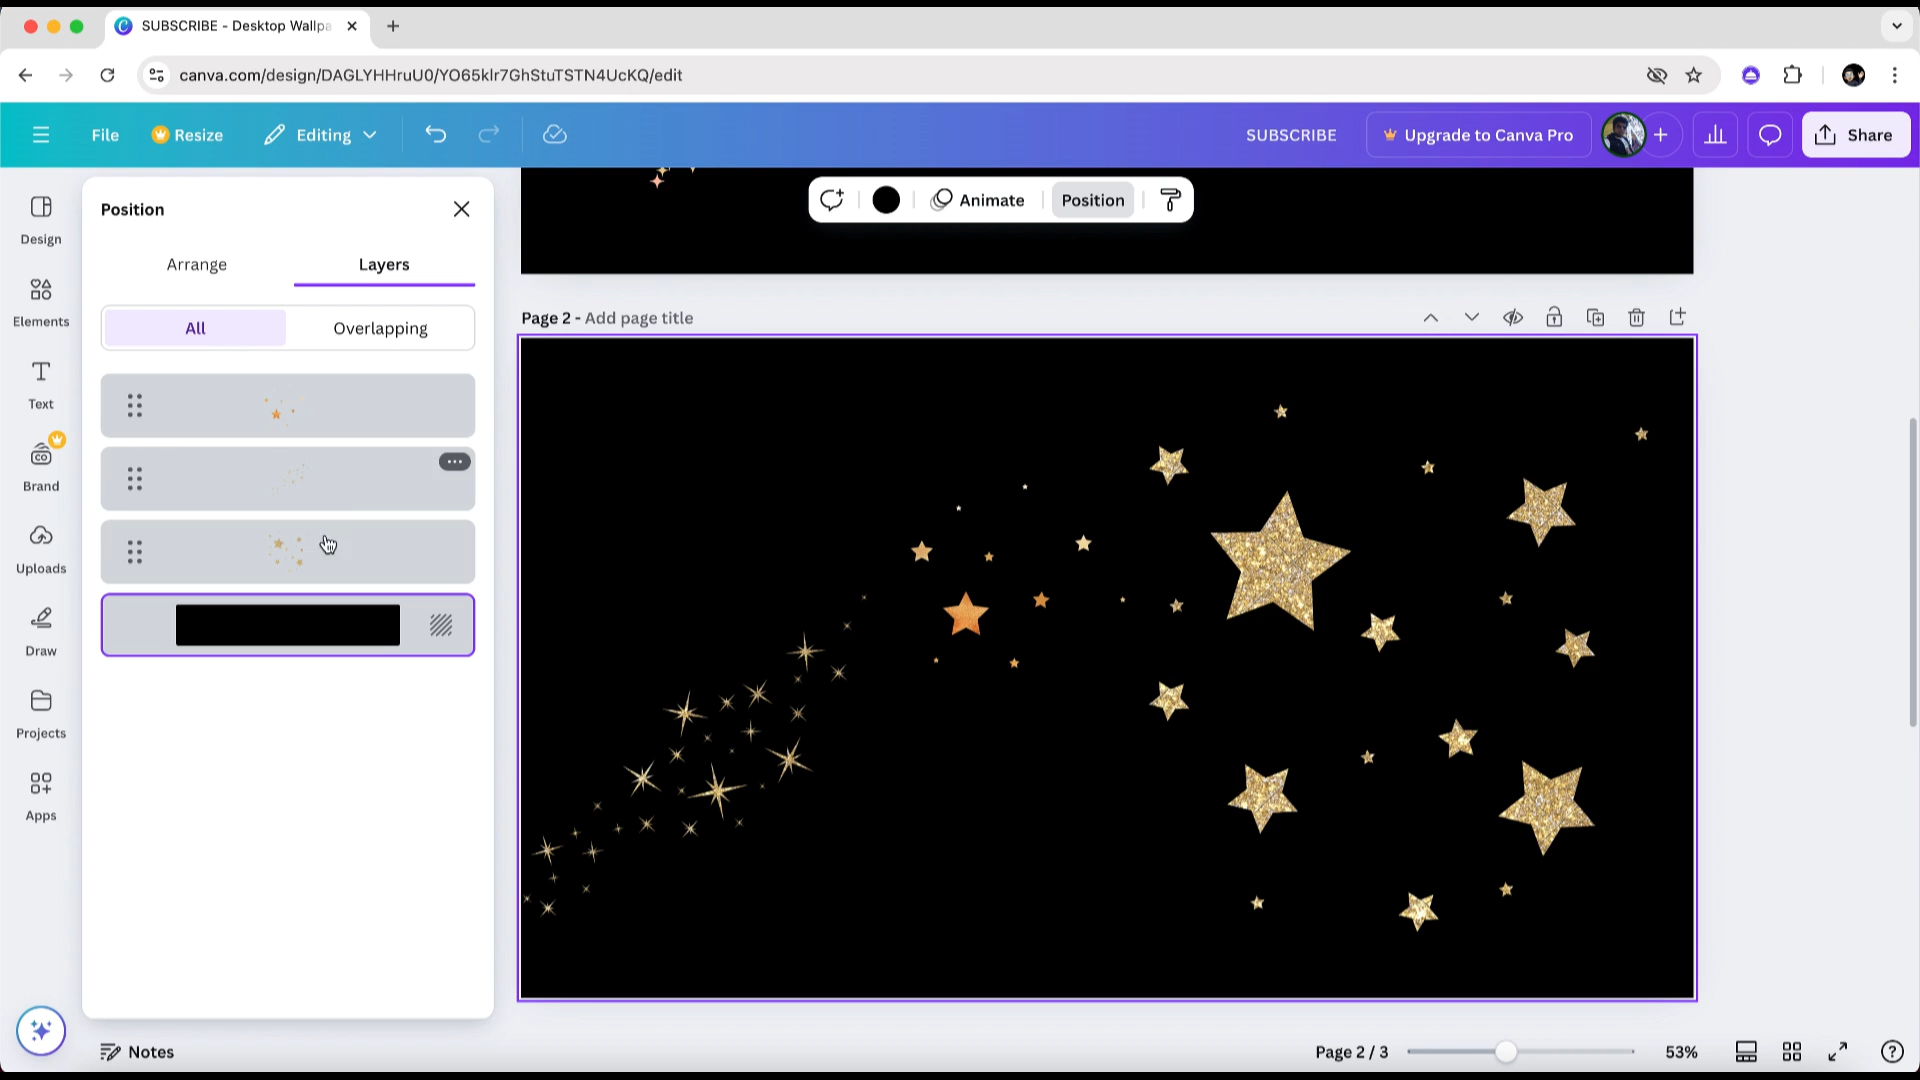 SUBSCRIBE - Desktop Wallpa
canva.com/design/DAGLYHHruU0/YO65klr7GhStuTSTN4UcKQ/edit
File
Resize
Editing
SUBSCRIBE
Upgrade to Canva Pro
Share
Design
Elements
Text
Brand
Uploads
Draw
Projects
Apps
Position
Arrange
Layers
All
Overlapping
Animate
Position
Page 2 - Add page title
Notes
Page 2 / 3
53%